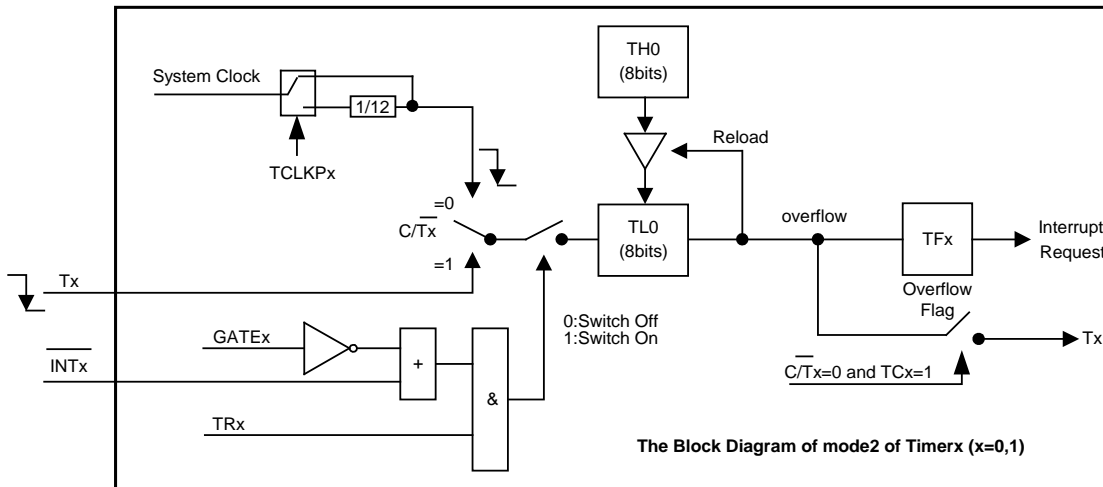 TH0
(8bits)
System Clock
1/12
Reload
TCLKPx
=0
C/Tx
TL0
(8bits)
overflow
TFx
Interrupt
Request
=1
Tx
Overflow
Flag
0:Switch Off
1:Switch On
GATEx
INTx
+
Tx
C/Tx=0 and TCx=1
&
TRx
The Block Diagram of mode2 of Timerx (x=0,1)